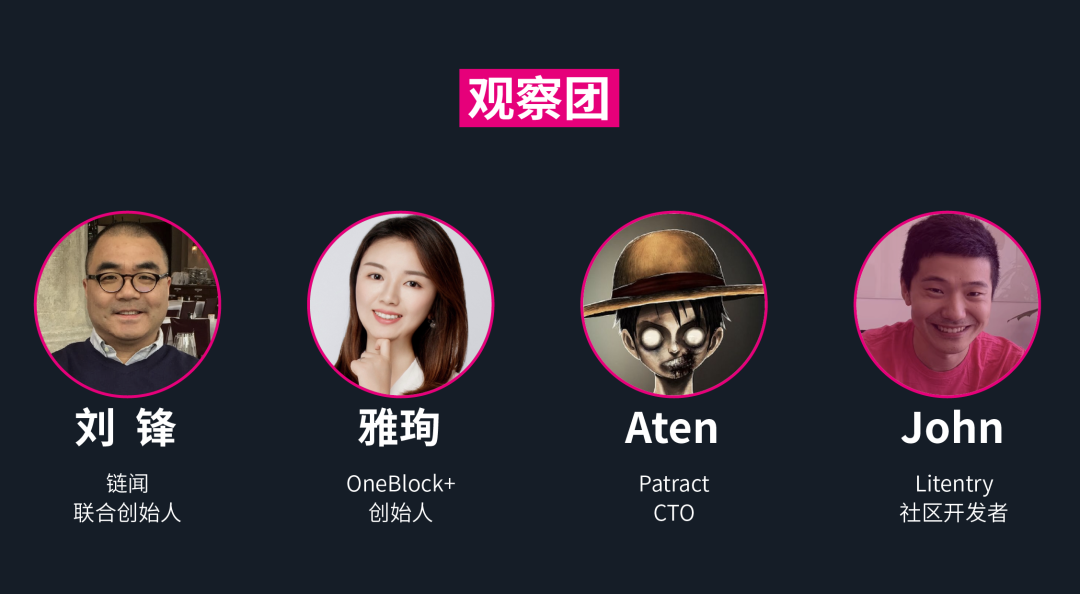 观察团
刘 锋
雅珣
Aten
John
链闻
联合创始人
OneBlock+
创始人
Patract
CTO
Litentry
社区开发者